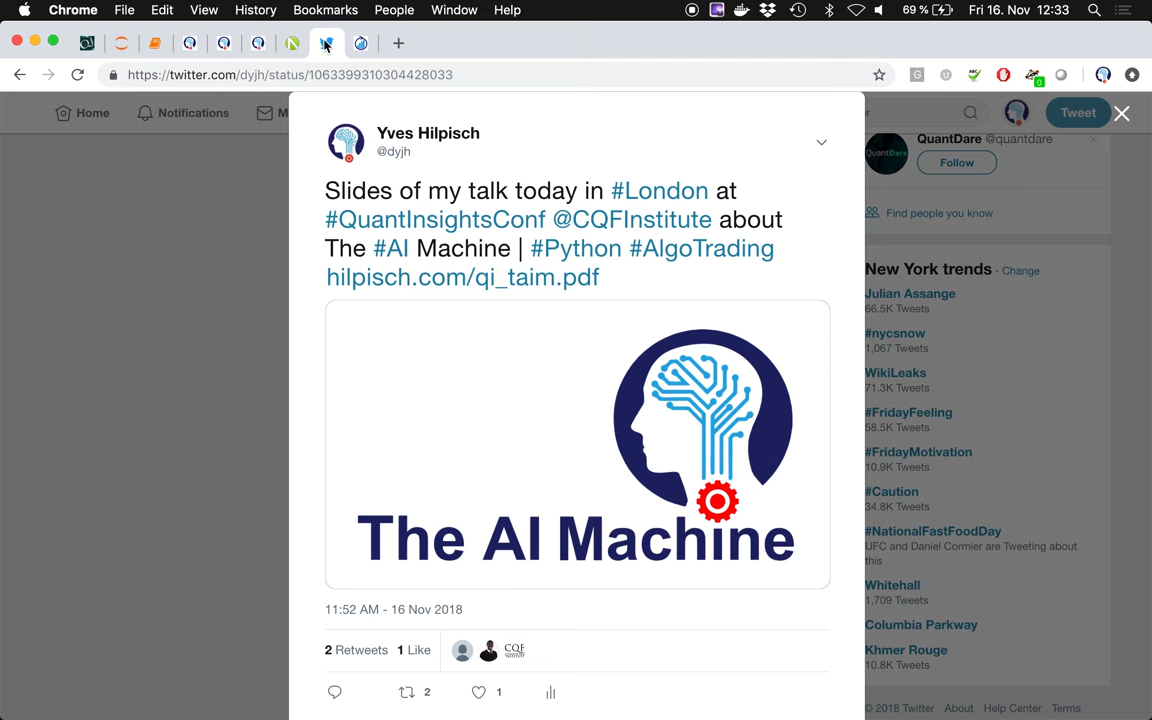 Chrome File Edit View History Bookmarks People Window Help 69 % Fri 16. Nov 12:33
https://twitter.com/dyjh/status/1063399310304428033
Home Notifications M Tweet
Yves Hilpisch
@dyjh
Slides of my talk today in #London at
#QuantInsightsConf @CQFInstitute about
The #AI Machine | #Python #AlgoTrading
hilpisch.com/qi_taim.pdf
The AI Machine
11:52 AM - 16 Nov 2018
2 Retweets 1 Like
CQF
2 1
QuantDare @quantdare
Follow
Find people you know
New York trends · Change
Julian Assange
66.5K Tweets
#nycsnow
1,067 Tweets
WikiLeaks
71.3K Tweets
#FridayFeeling
58.5K Tweets
#FridayMotivation
10.9K Tweets
#Caution
34.8K Tweets
#NationalFastFoodDay
UFC and Daniel Cormier are Tweeting about
this
Whitehall
1,709 Tweets
Columbia Parkway
Khmer Rouge
10.8K Tweets
© 2018 Twitter About Help Center Terms